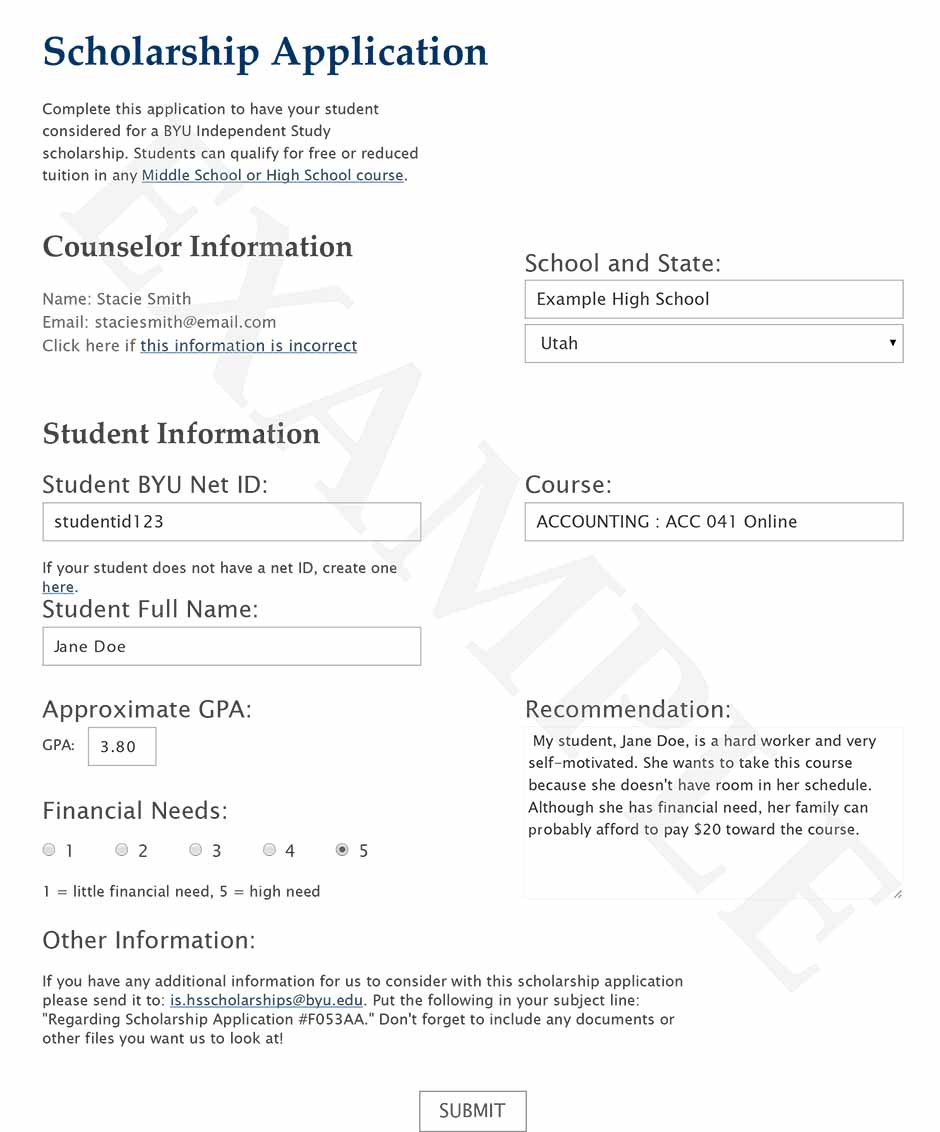 Scholarship Application
Complete this application to have your student
considered for a BYU Independent Study
scholarship. Students can qualify for free or reduced
tuition in any Middle School or High School course.
Counselor Information
Name: Stacie Smith
Email: staciesmith@email.com
Click here if this information is incorrect
School and State:
Example High School
Utah
Student Information
Student BYU Net ID:
studentid123
If your student does not have a net ID, create one
here.
Course:
ACCOUNTING : ACC 041 Online
Student Full Name:
Jane Doe
Approximate GPA:
GPA: 3.80
Financial Needs:
1 2 3 4 5
1 = little financial need, 5 = high need
Recommendation:
My student, Jane Doe, is a hard worker and very
self-motivated. She wants to take this course
because she doesn't have room in her schedule.
Although she has financial need, her family can
probably afford to pay $20 toward the course.
Other Information:
If you have any additional information for us to consider with this scholarship application
please send it to: is.hsscholarships@byu.edu. Put the following in your subject line:
"Regarding Scholarship Application #F053AA." Don't forget to include any documents or
other files you want us to look at!
SUBMIT
EXAMPLE